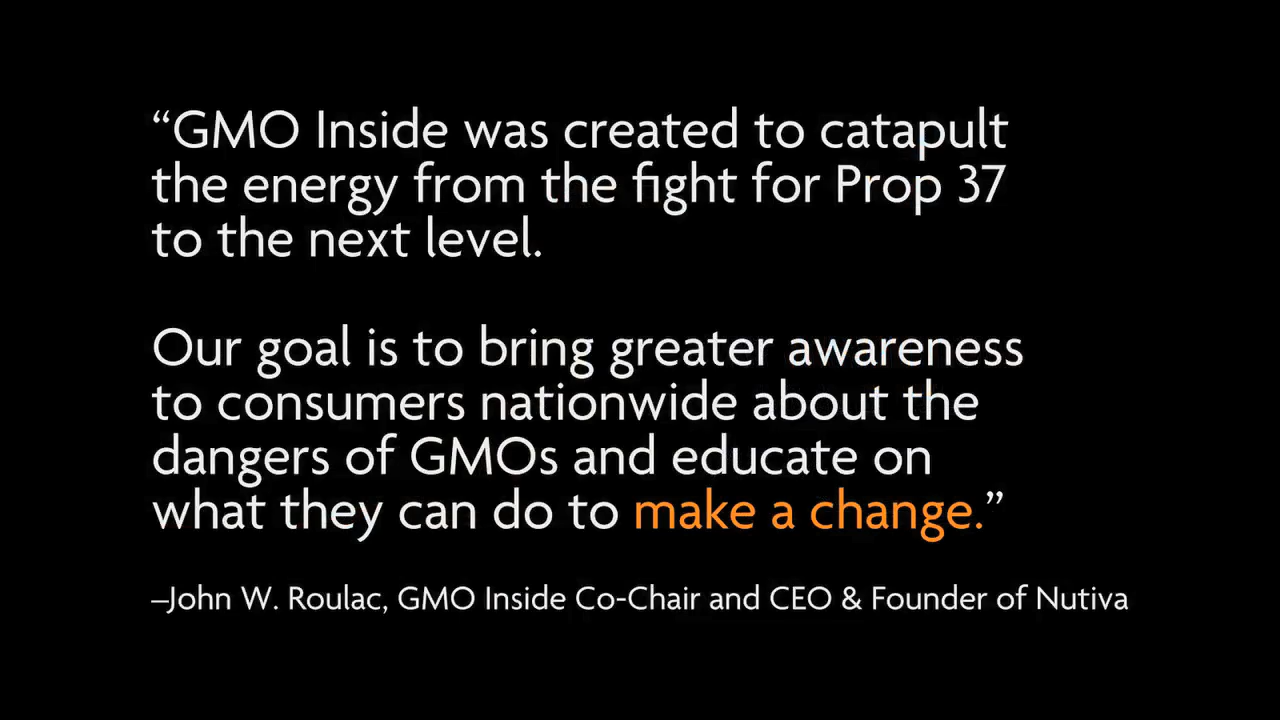 “GMO Inside was created to catapult
the energy from the fight for Prop 37
to the next level.
Our goal is to bring greater awareness
to consumers nationwide about the
dangers of GMOs and educate on
what they can do to make a change.”
–John W. Roulac, GMO Inside Co-Chair and CEO & Founder of Nutiva